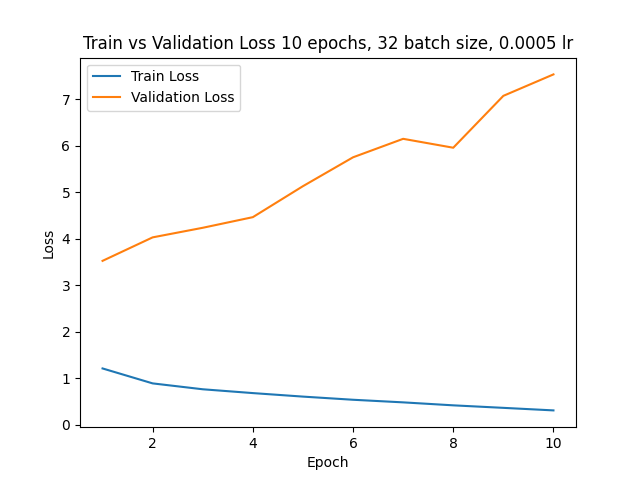 Train vs Validation Loss 10 epochs, 32 batch size, 0.0005 lr
Train Loss
Validation Loss
7
6
5
4
3
2
1
0
Loss
2 4 6 8 10
Epoch